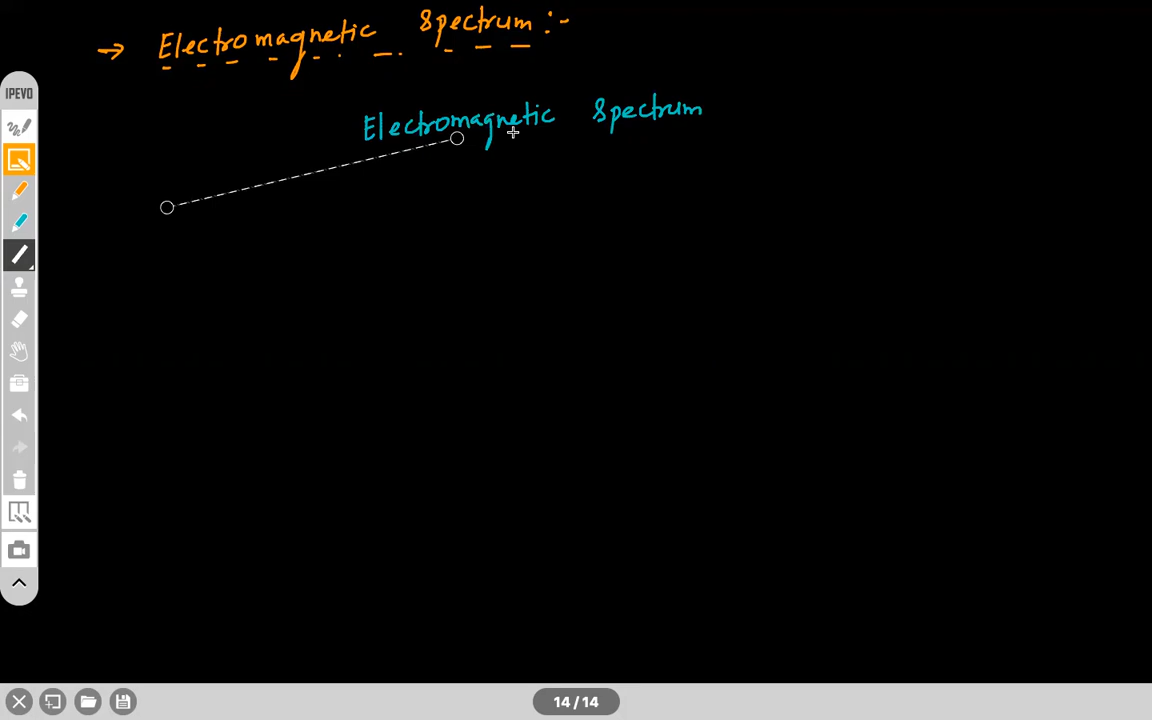 → Electromagnetic Spectrum :-
IPEVO
Electromagnetic Spectrum
14/14